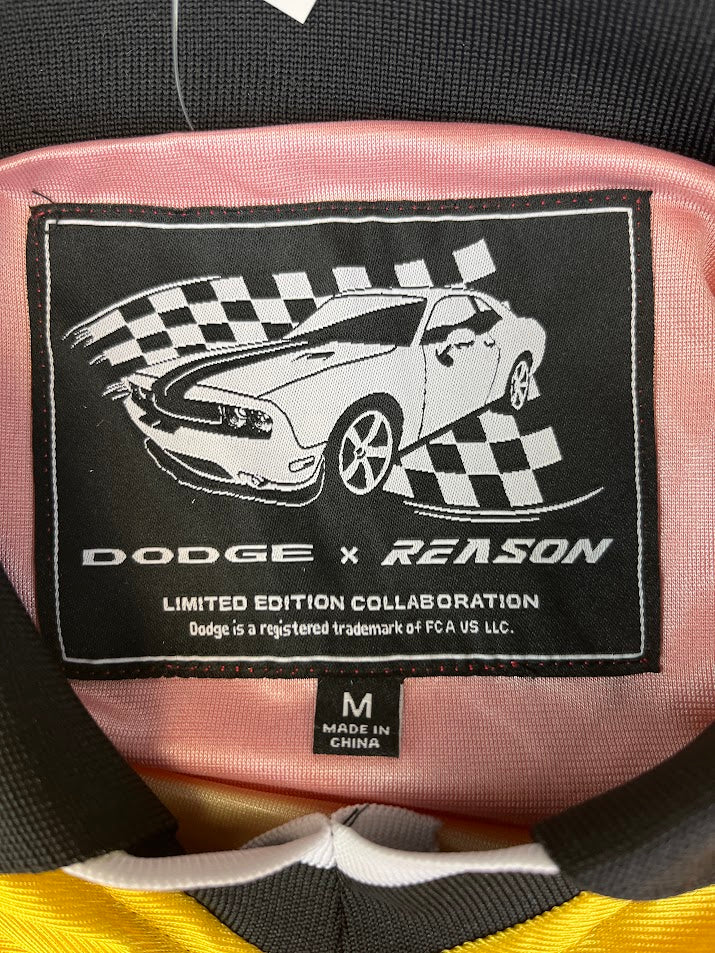 DODGE x REASON
LIMITED EDITION COLLABORATION
Dodge is a registered trademark of FCA US LLC.
M
MADE IN
CHINA